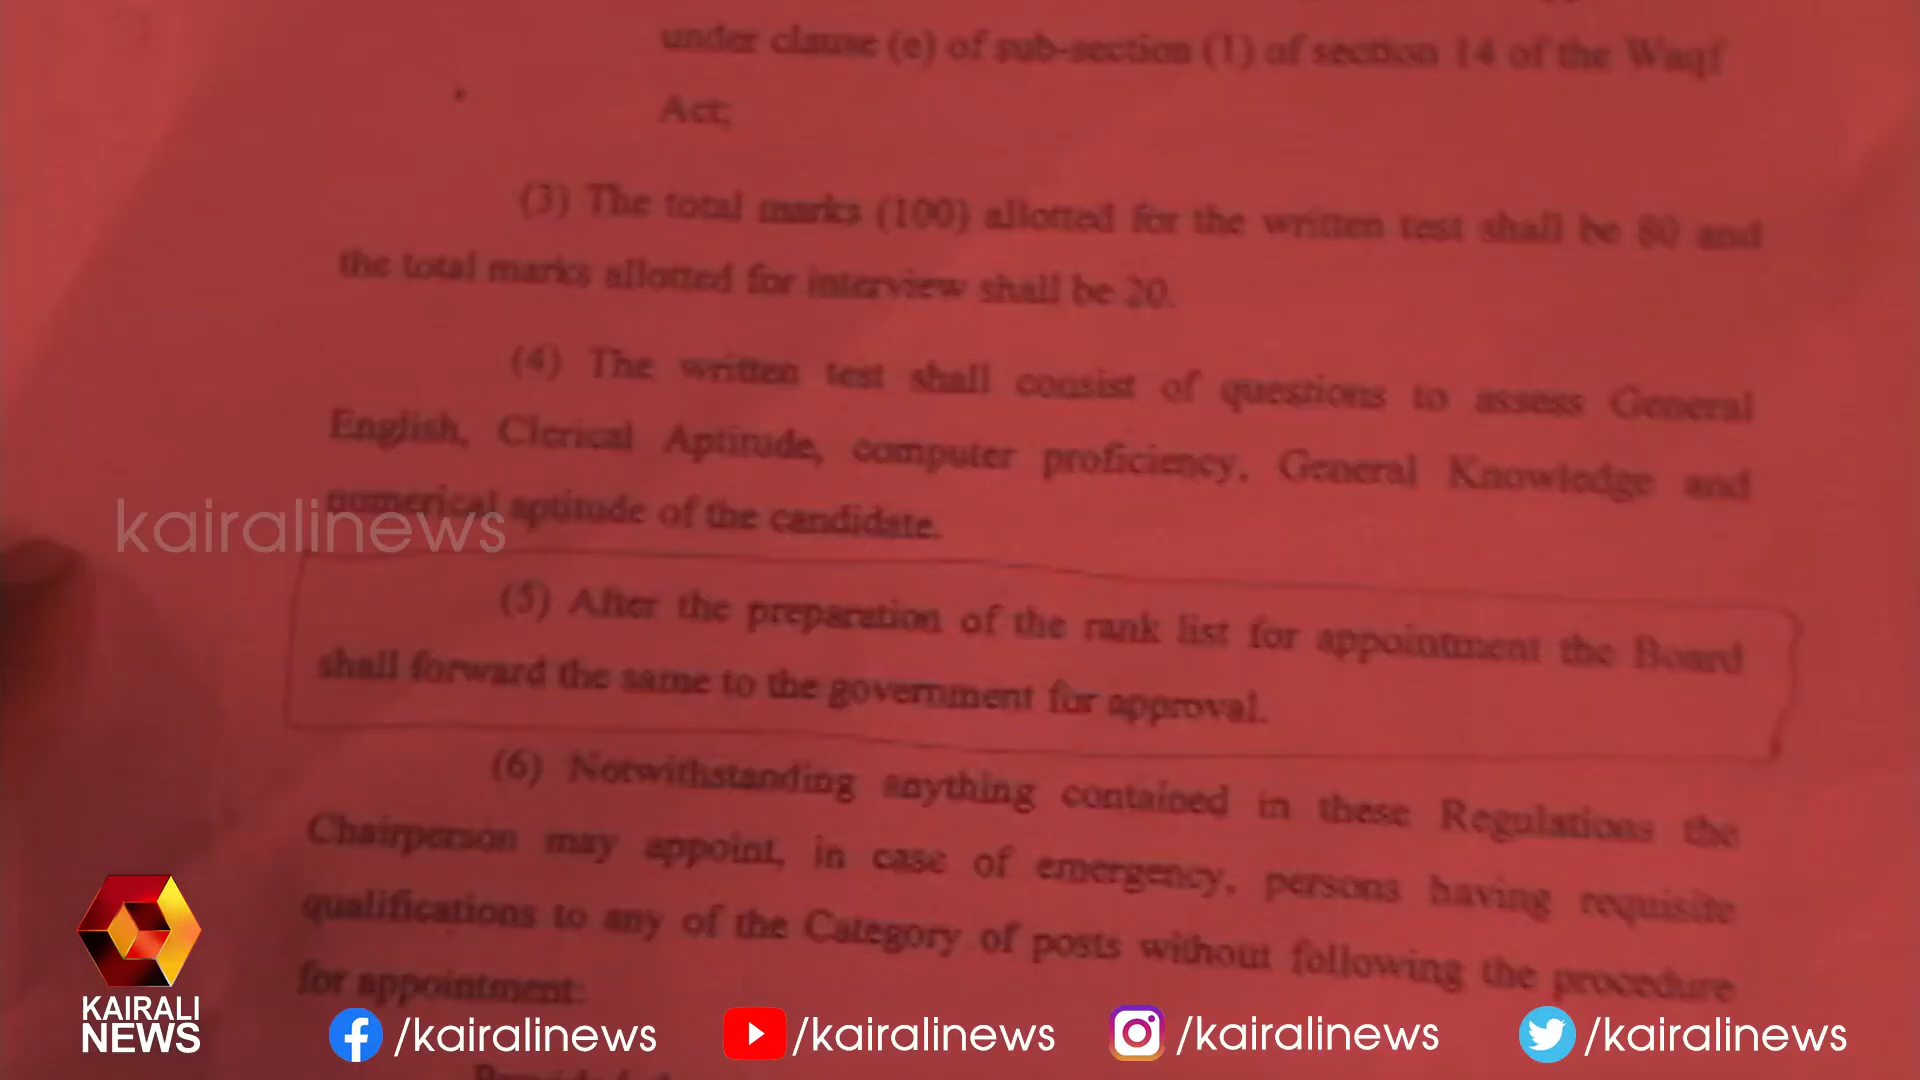 under clause (e) of sub-section (1) of section 14 of the Waqf
Act;
(3) The total marks (100) allotted for the written test shall be 80 and
the total marks allotted for interview shall be 20.
(4) The written test shall consist of questions to assess General
English, Clerical Aptitude, computer proficiency, General Knowledge and
numerical aptitude of the candidate.
kairalinews
(5) After the preparation of the rank list for appointment the Board
shall forward the same to the government for approval.
(6) Notwithstanding anything contained in these Regulations the
Chairperson may appoint, in case of emergency, persons having requisite
qualifications to any of the Category of posts without following the procedure
for appointment:
KAIRALI
NEWS
/kairalinews /kairalinews /kairalinews /kairalinews